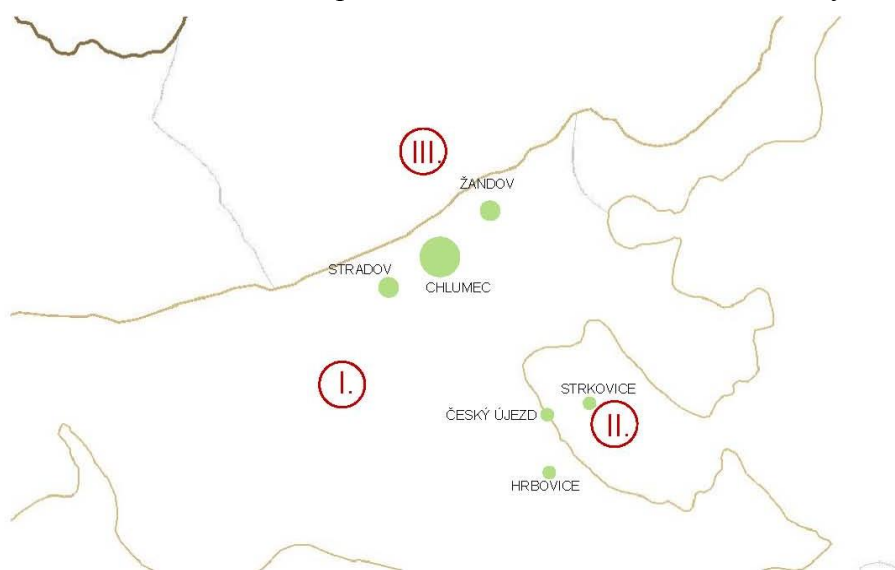 III.
ŽANDOV
STRADOV
CHLUMEC
I.
STRKOVICE
ČESKÝ ÚJEZD
II.
HRBOVICE